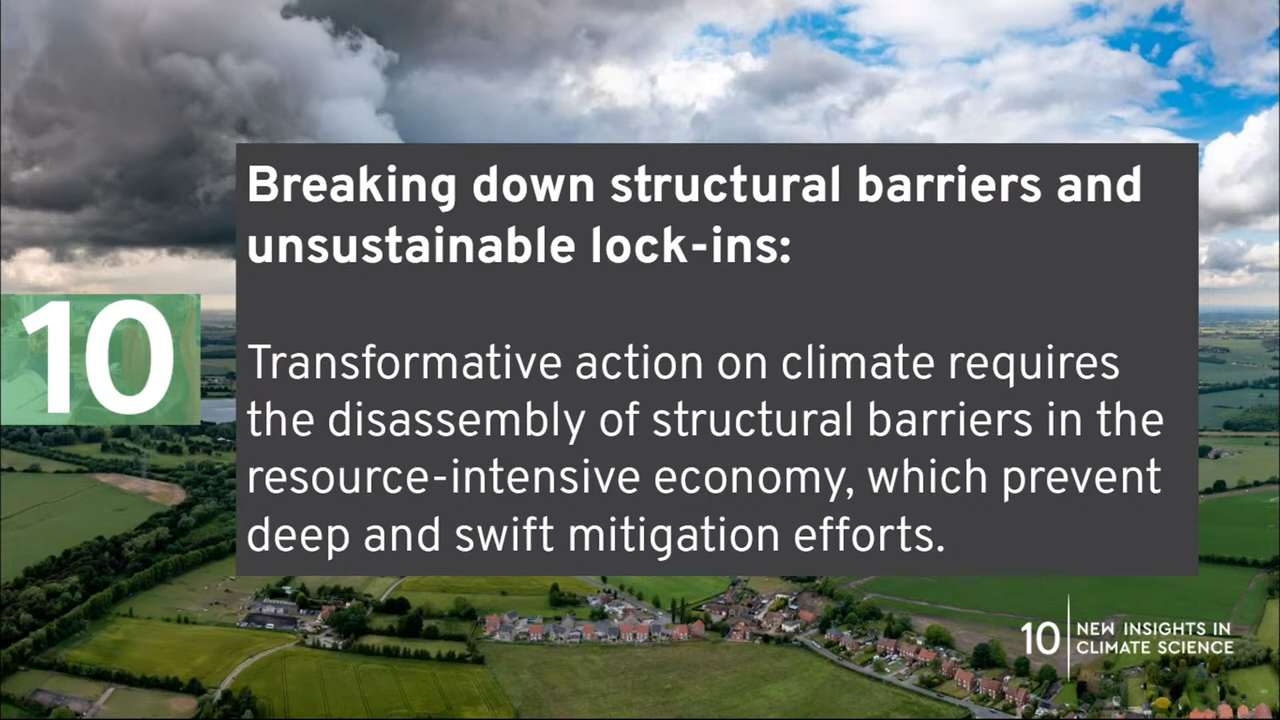 Breaking down structural barriers and
unsustainable lock-ins:
10
Transformative action on climate requires
the disassembly of structural barriers in the
resource-intensive economy, which prevent
deep and swift mitigation efforts.
10 NEW INSIGHTS IN
CLIMATE SCIENCE